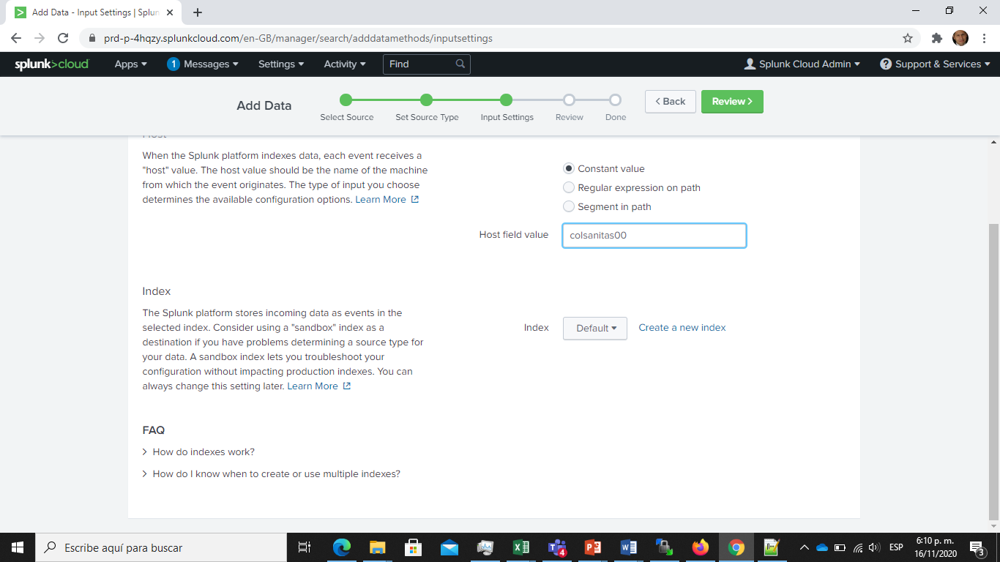 Add Data - Input Settings | Splun
prd-p-4hqzy.splunkcloud.com/en-GB/manager/search/adddatamethods/inputsettings
splunk>cloud Apps 1 Messages Settings Activity Find Splunk Cloud Admin ? Support & Services
Add Data
Select Source
Set Source Type
Input Settings
Review
Done
< Back
Review >
Host
When the Splunk platform indexes data, each event receives a
"host" value. The host value should be the name of the machine
from which the event originates. The type of input you choose
determines the available configuration options. Learn More
Constant value
Regular expression on path
Segment in path
Host field value
colsanitas00
Index
The Splunk platform stores incoming data as events in the
selected index. Consider using a "sandbox" index as a
destination if you have problems determining a source type for
your data. A sandbox index lets you troubleshoot your
configuration without impacting production indexes. You can
always change this setting later. Learn More
Index
Default
Create a new index
FAQ
> How do indexes work?
> How do I know when to create or use multiple indexes?
Escribe aquí para buscar
4
ESP
6:10 p. m.
16/11/2020
3